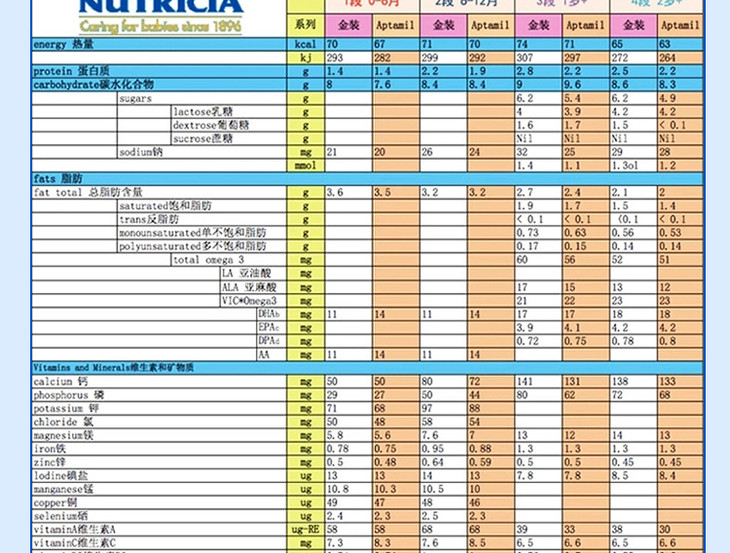 NUTRICIA
Caring for babies since 1896
1段 0-6月 2段 6-12月 3段 1岁+ 4段 2岁+
系列 金装 Aptamil 金装 Aptamil 金装 Aptamil 金装 Aptamil
energy 热量 kcal 70 67 71 70 74 71 65 63
kj 293 282 299 292 307 297 272 264
protein 蛋白质 g 1.4 1.4 2.2 1.9 2.8 2.2 2.5 2.2
carbohydrate碳水化合物 g 8 7.6 8.4 8.4 9 9.6 8.6 8.3
sugars g 6.2 5.4 6.2 4.9
lactose乳糖 g 4 3.9 4.2 4.2
dextrose葡萄糖 g 1.6 1.7 1.5 < 0.1
sucrose蔗糖 g Nil Nil Nil Nil
sodium钠 mg 21 20 26 24 32 25 29 28
mmol 1.4 1.1 1.3ol 1.2
fats 脂肪
fat total 总脂肪含量 g 3.6 3.5 3.2 3.2 2.7 2.4 2.1 2
saturated饱和脂肪 g 1.9 1.7 1.5 1.4
trans反脂肪 g < 0.1 < 0.1 (0.1 < 0.1
monounsaturated单不饱和脂肪 g 0.73 0.63 0.56 0.53
polyunsaturated多不饱和脂肪 g 0.17 0.15 0.14 0.14
total omega 3 mg 60 56 52 51
LA 亚油酸 mg
ALA 亚麻酸 mg 17 15 13 12
VIC*Omega3 mg 21 22 23 23
DHAb mg 11 14 11 14 17 17 18 18
EPAc mg 3.9 4.1 4.2 4.2
DPAd mg 0.72 0.75 0.78 0.8
AA mg 11 14 11 14
Vitamins and Minerals维生素和矿物质
calcium 钙 mg 50 50 80 72 141 131 138 133
phosphorus 磷 mg 29 27 50 44 80 62 72 68
potassium 钾 mg 71 68 97 88
chloride 氯 mg 50 48 58 54
magnesium镁 mg 5.8 5.6 7.6 7 13 12 14 13
iron铁 mg 0.78 0.75 0.95 0.88 1.3 1.3 1.3 1.3
zinc锌 mg 0.5 0.48 0.64 0.59 0.5 0.5 0.45 0.45
lodine碘盐 ug 13 13 14 13 7.8 7.8 8.5 8.4
manganese锰 ug 10.8 10.3 10.5 10
copper铜 ug 49 47 48 46
selenium硒 ug 2.4 2.3 2.5 2.3
vitaminA维生素A ug-RE 58 58 68 68 39 33 38 30
vitaminC维生素C mg 7.3 8.3 7.6 8.5 6.5 6.6 6.5 6.6